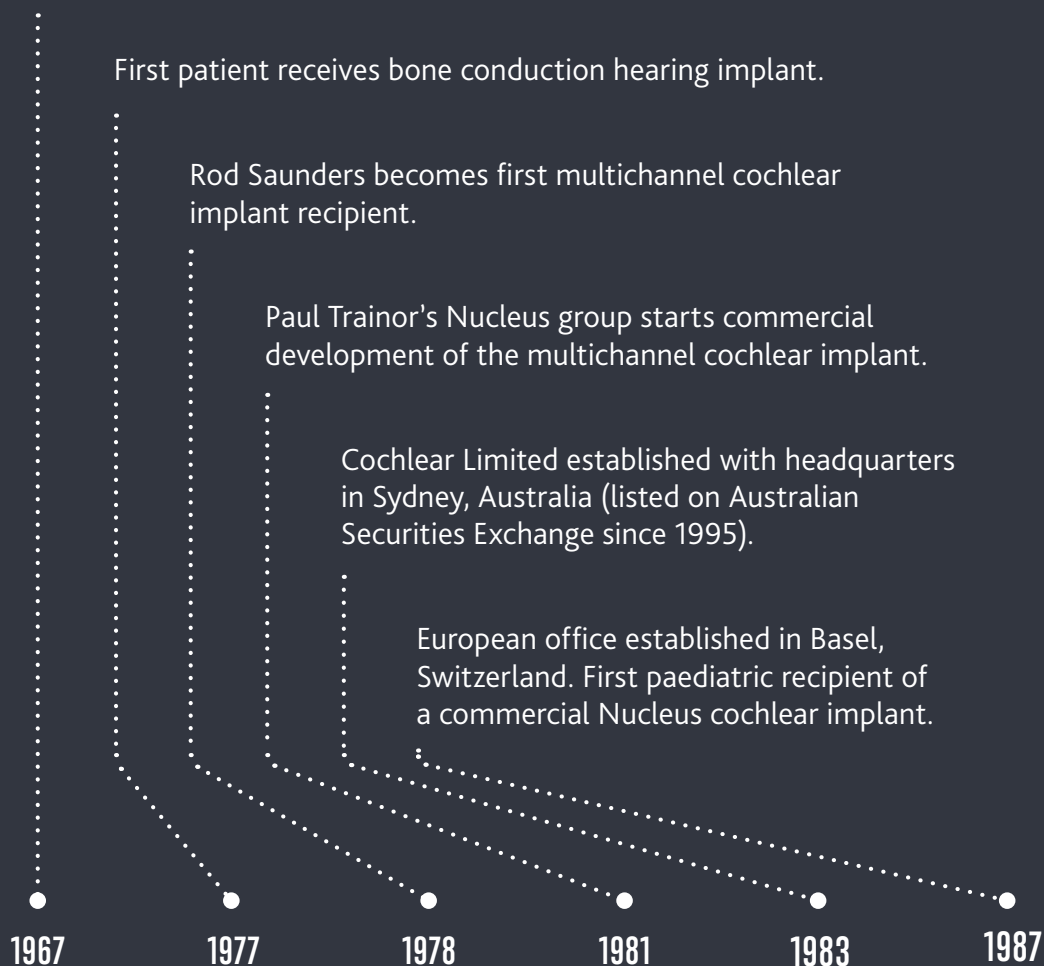 First patient receives bone conduction hearing implant.
Rod Saunders becomes first multichannel cochlear
implant recipient.
Paul Trainor’s Nucleus group starts commercial
development of the multichannel cochlear implant.
Cochlear Limited established with headquarters
in Sydney, Australia (listed on Australian
Securities Exchange since 1995).
European office established in Basel,
Switzerland. First paediatric recipient of
a commercial Nucleus cochlear implant.
1967 1977 1978 1981 1983 1987